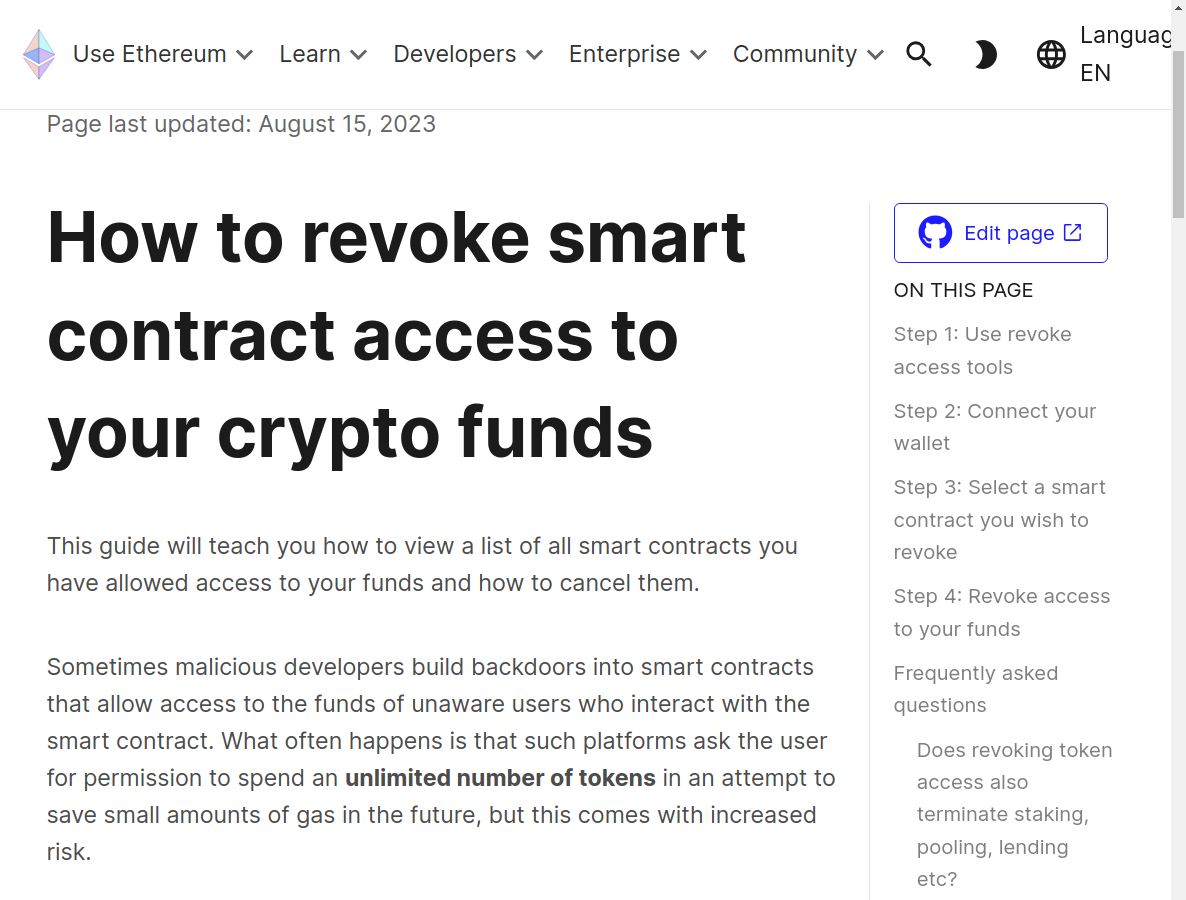 Use Ethereum
Learn
Developers
Enterprise
Community
Languag
EN
Page last updated: August 15, 2023
How to revoke smart
contract access to
your crypto funds
This guide will teach you how to view a list of all smart contracts you
have allowed access to your funds and how to cancel them.
Sometimes malicious developers build backdoors into smart contracts
that allow access to the funds of unaware users who interact with the
smart contract. What often happens is that such platforms ask the user
for permission to spend an unlimited number of tokens in an attempt to
save small amounts of gas in the future, but this comes with increased
risk.
Edit page
ON THIS PAGE
Step 1: Use revoke
access tools
Step 2: Connect your
wallet
Step 3: Select a smart
contract you wish to
revoke
Step 4: Revoke access
to your funds
Frequently asked
questions
Does revoking token
access also
terminate staking,
pooling, lending
etc?